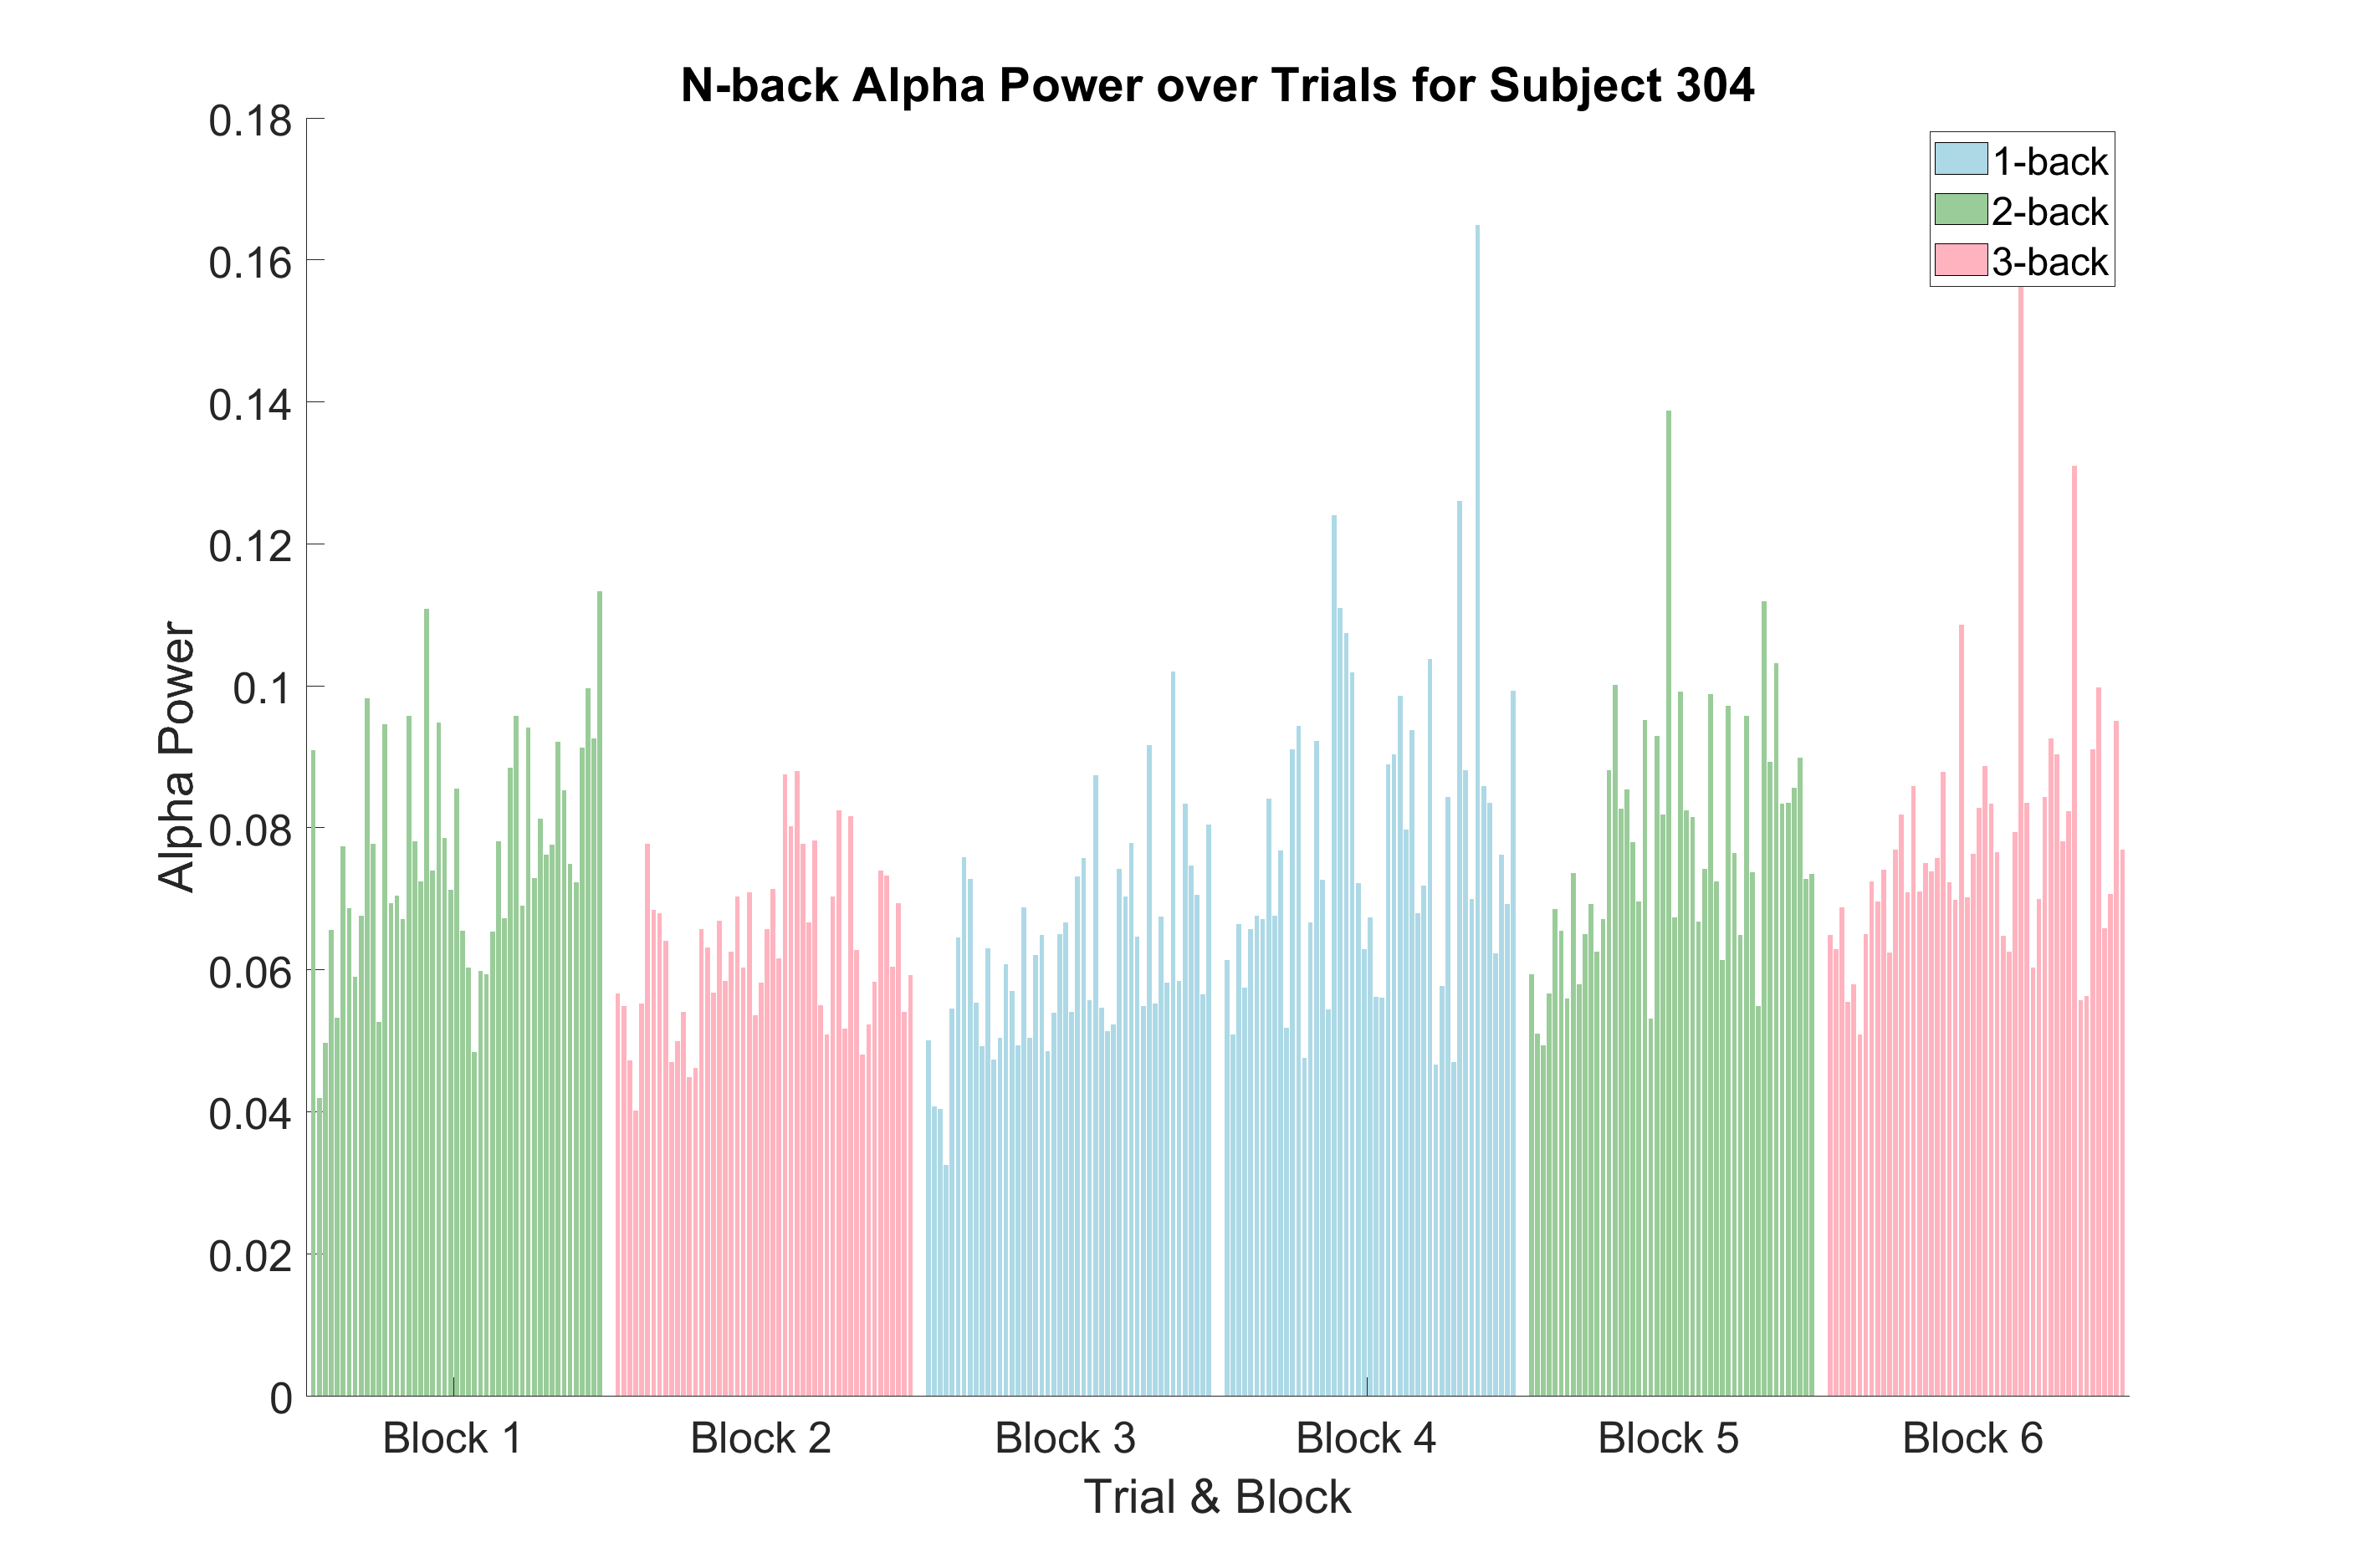 N-back Alpha Power over Trials for Subject 304
0.18
0.16
0.14
0.12
0.1
0.08
0.06
0.04
0.02
0
Alpha Power
1-back
2-back
3-back
Block 1
Block 2
Block 3
Block 4
Block 5
Block 6
Trial & Block